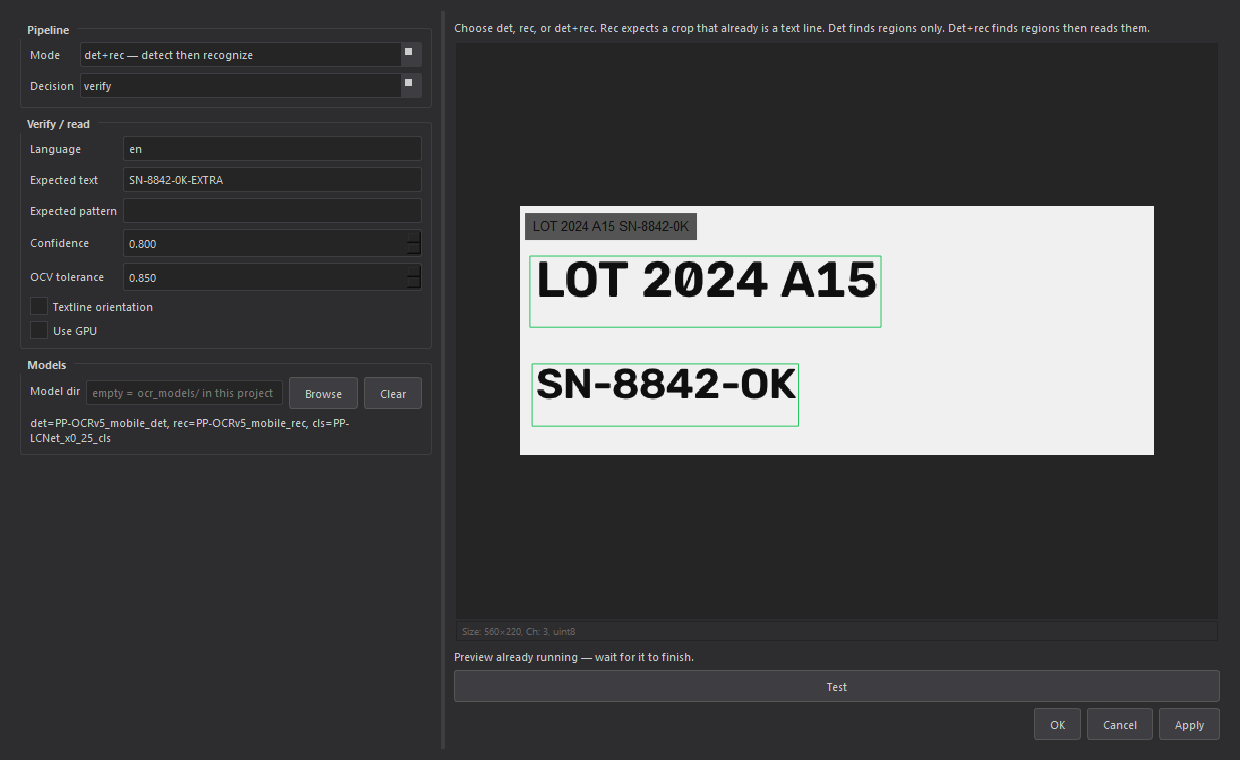 Pipeline
Mode det+rec — detect then recognize
Decision verify
Verify / read
Language en
Expected text SN-8842-0K-EXTRA
Expected pattern
Confidence 0.800
OCV tolerance 0.850
Textline orientation
Use GPU
Models
Model dir empty = ocr_models/ in this project Browse Clear
det=PP-OCRv5_mobile_det, rec=PP-OCRv5_mobile_rec, cls=PP-
LCNet_x0_25_cls
Choose det, rec, or det+rec. Rec expects a crop that already is a text line. Det finds regions only. Det+rec finds regions then reads them.
LOT 2024 A15 SN-8842-0K
LOT 2024 A15
SN-8842-OK
Size: 560×220, Ch: 3, uint8
Preview already running — wait for it to finish.
Test
OK Cancel Apply